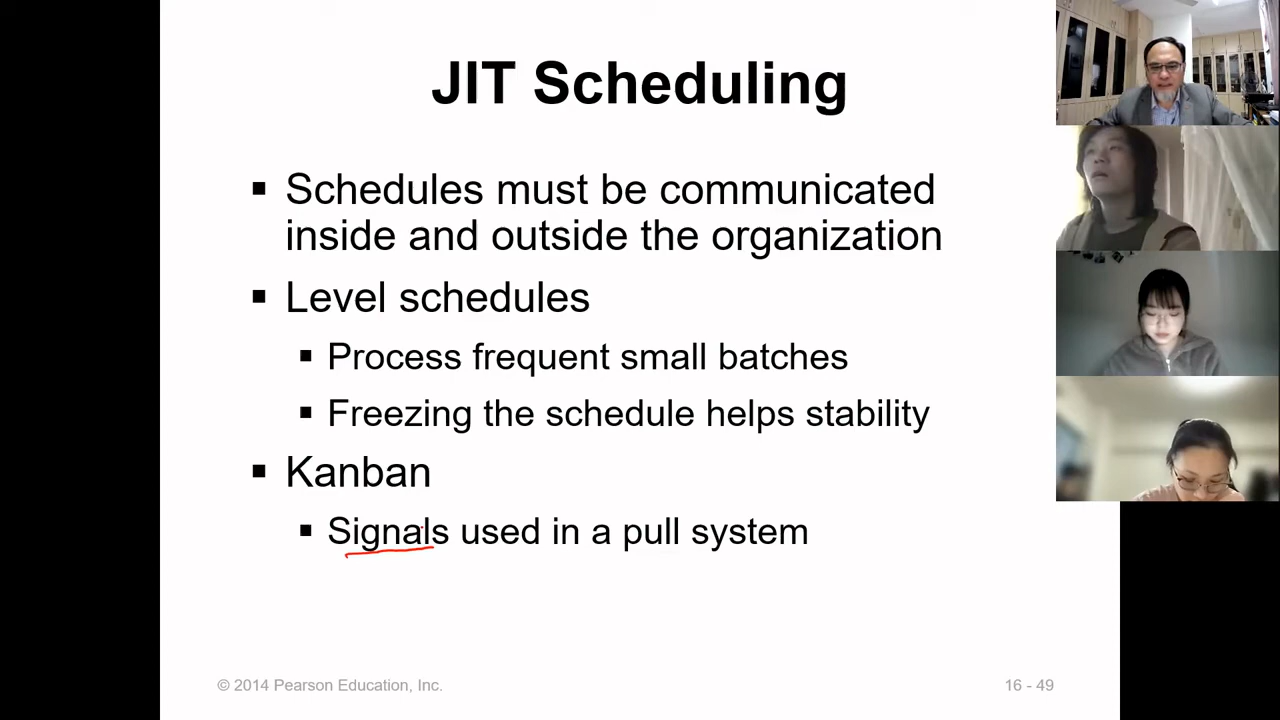 JIT Scheduling
▪ Schedules must be communicated
inside and outside the organization
▪ Level schedules
▪ Process frequent small batches
▪ Freezing the schedule helps stability
▪ Kanban
▪ Signals used in a pull system
© 2014 Pearson Education, Inc.
16 - 49